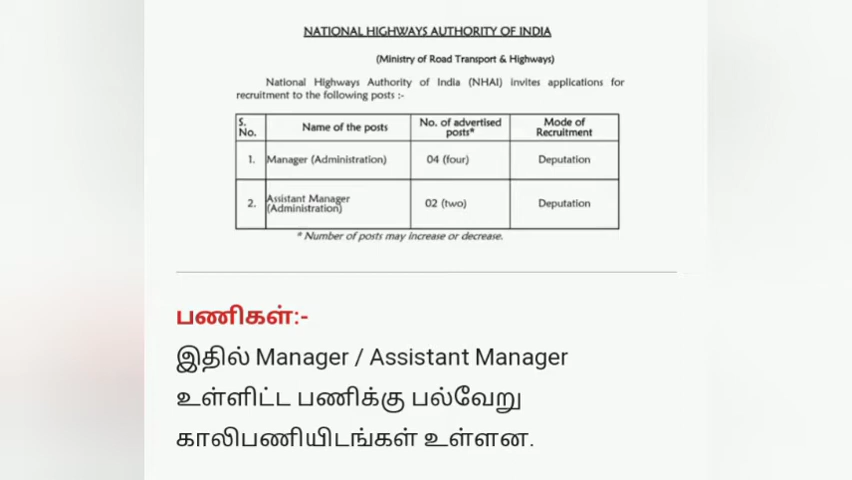 NATIONAL HIGHWAYS AUTHORITY OF INDIA
(Ministry of Road Transport & Highways)
National Highways Authority of India (NHAI) invites applications for
recruitment to the following posts :-
S. No. Name of the posts No. of advertised posts* Mode of Recruitment
1. Manager (Administration) 04 (four) Deputation
2. Assistant Manager (Administration) 02 (two) Deputation
* Number of posts may increase or decrease.
பணிகள்:-
இதில் Manager / Assistant Manager
உள்ளிட்ட பணிக்கு பல்வேறு
காலிபணியிடங்கள் உள்ளன.